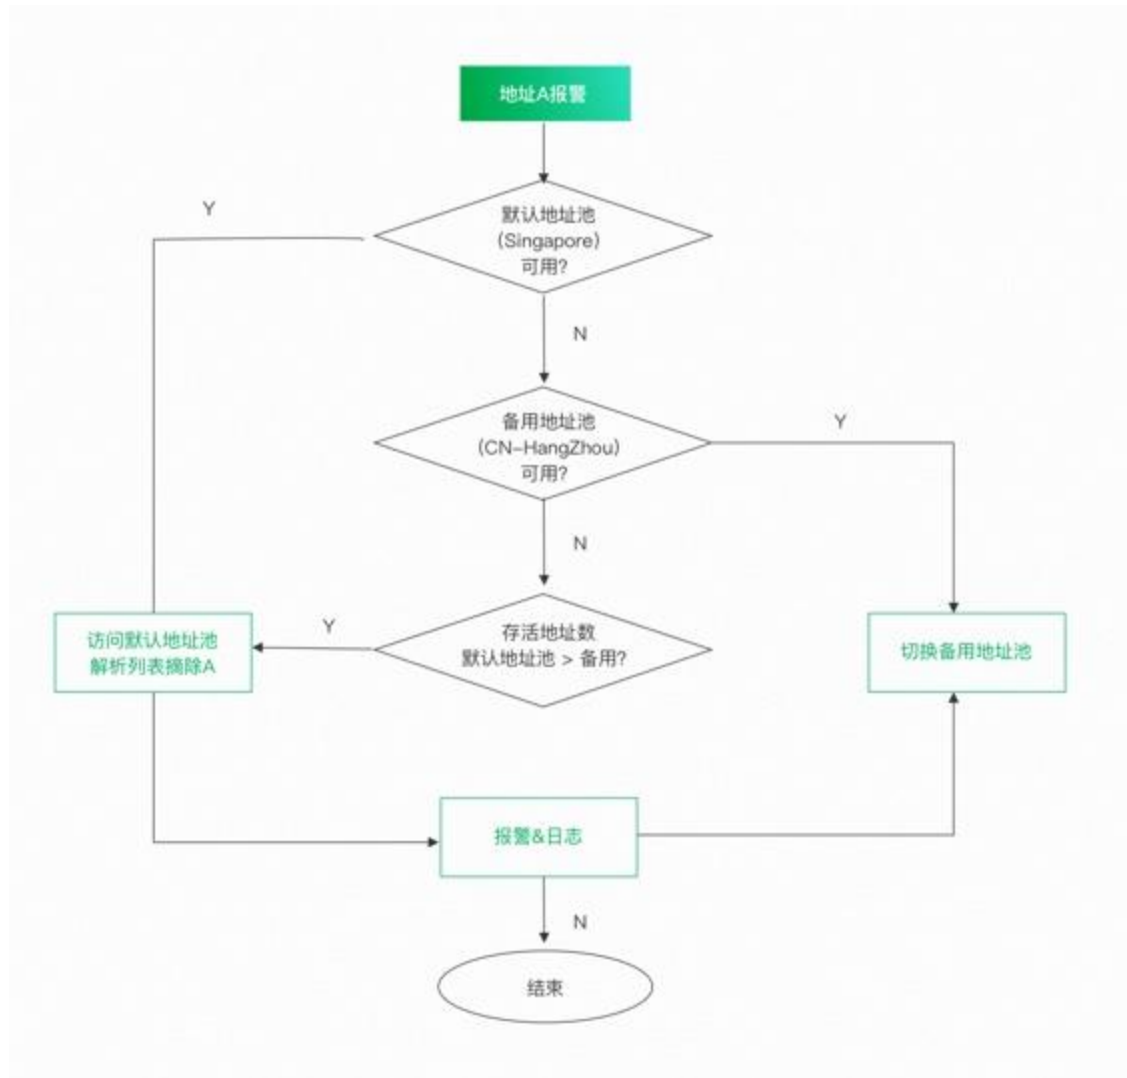 地址A报警
Y
默认地址池
(Singapore)
可用?
N
备用地址池
(CN-HangZhou)
可用?
Y
N
存活地址数
默认地址池 > 备用?
Y
访问默认地址池
解析列表摘除A
切换备用地址池
报警&日志
N
结束